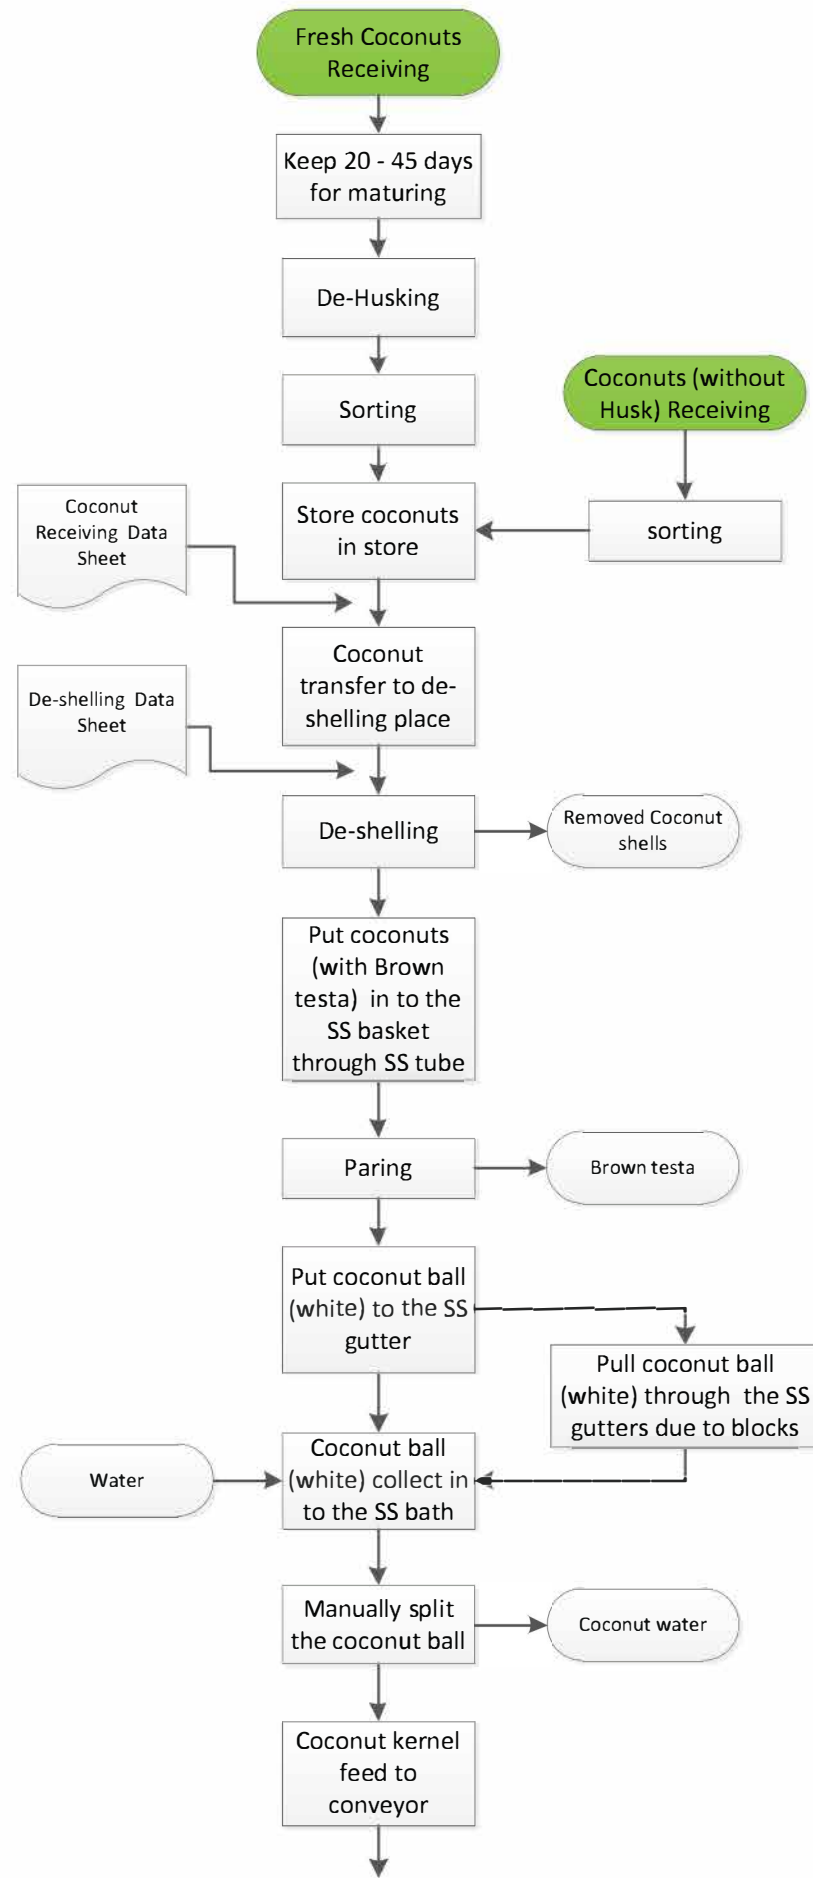 Fresh Coconuts
Receiving
Keep 20 - 45 days
for maturing
De-Husking
Sorting
Coconuts (without
Husk) Receiving
Coconut
Receiving Data
Sheet
Store coconuts
in store
sorting
Coconut
transfer to de-
shelling place
De-shelling Data
Sheet
De-shelling
Removed Coconut
shells
Put coconuts
(with Brown
testa) in to the
SS basket
through SS tube
Paring
Brown testa
Put coconut ball
(white) to the SS
gutter
Pull coconut ball
(white) through the SS
gutters due to blocks
Water
Coconut ball
(white) collect in
to the SS bath
Manually split
the coconut ball
Coconut water
Coconut kernel
feed to
conveyor